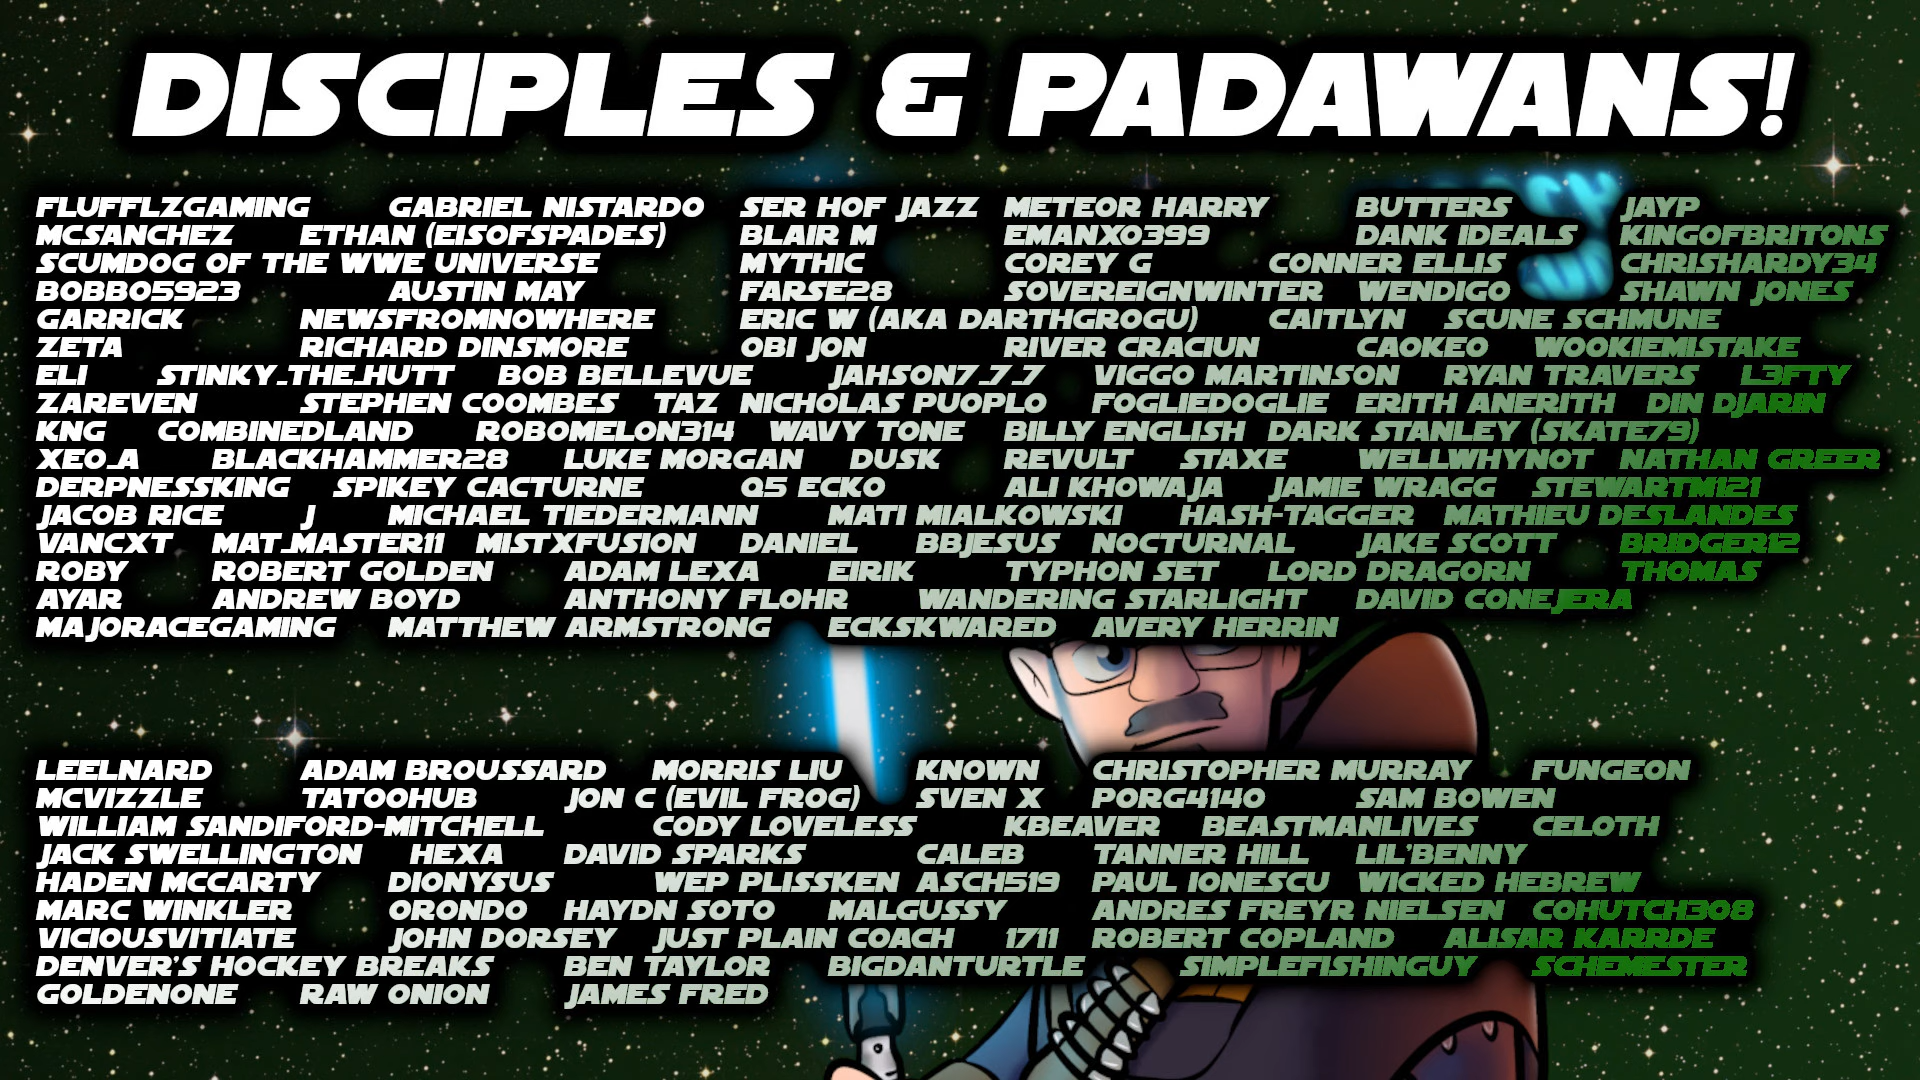 DISCIPLES & PADAWANS!
FLUFFLZGAMING GABRIEL NISTARDO SER HOF JAZZ METEOR HARRY BUTTERS JAYP
MCSANCHEZ ETHAN (EISOFSPADES) BLAIR M EMANX0399 DANK IDEALS KINGOFBRITONS
SCUMDOG OF THE WWE UNIVERSE MYTHIC COREY G CONNER ELLIS CHRISHARDY34
BOBBO5923 AUSTIN MAY FARSE28 SOVEREIGNWINTER WENDIGO SHAWN JONES
GARRICK NEWSFROMNOWHERE ERIC W (AKA DARTHGROGU) CAITLYN SCUNE SCHMUNE
ZETA RICHARD DINSMORE OBI JON RIVER CRACIUN CAOKEO WOOKIEMISTAKE
ELI STINKY_THE_HUTT BOB BELLEVUE JAHSON7_7_7 VIGGO MARTINSON RYAN TRAVERS L3FTY
ZAREVEN STEPHEN COOMBES TAZ NICHOLAS PUOPLO FOGLIEDOGLIE ERITH ANERITH DIN DJARIN
KNG COMBINEDLAND ROBOMELON314 WAVY TONE BILLY ENGLISH DARK STANLEY (SKATE79)
XEO_A BLACKHAMMER28 LUKE MORGAN DUSK REVULT STAXE WELLWHYNOT NATHAN GREER
DERPNESSKING SPIKEY CACTURNE Q5 ECKO ALI KHOWAJA JAMIE WRAGG STEWARTM121
JACOB RICE J MICHAEL TIEDERMANN MATI MIALKOWSKI HASH-TAGGER MATHIEU DESLANDES
VANCXT MAT_MASTER11 MISTXFUSION DANIEL BBJESUS NOCTURNAL JAKE SCOTT BRIDGER12
ROBY ROBERT GOLDEN ADAM LEXA EIRIK TYPHON SET LORD DRAGORN THOMAS
AYAR ANDREW BOYD ANTHONY FLOHR WANDERING STARLIGHT DAVID CONEJERA
MAJORACEGAMING MATTHEW ARMSTRONG ECKSKWARED AVERY HERRIN
LEELNARD ADAM BROUSSARD MORRIS LIU KNOWN CHRISTOPHER MURRAY FUNGEON
MCVIZZLE TATOOHUB JON C (EVIL FROG) SVEN X PORG4140 SAM BOWEN
WILLIAM SANDIFORD-MITCHELL CODY LOVELESS KBEAVER BEASTMANLIVES CELOTH
JACK SWELLINGTON HEXA DAVID SPARKS CALEB TANNER HILL LIL'BENNY
HADEN MCCARTY DIONYSUS WEP PLISSKEN ASCH519 PAUL IONESCU WICKED HEBREW
MARC WINKLER ORONDO HAYDN SOTO MALGUSSY ANDRES FREYR NIELSEN COHUTCH308
VICIOUSVITIATE JOHN DORSEY JUST PLAIN COACH 1711 ROBERT COPLAND ALISAR KARRDE
DENVER'S HOCKEY BREAKS BEN TAYLOR BIGDANTURTLE SIMPLEFISHINGUY SCHEMESTER
GOLDENONE RAW ONION JAMES FRED